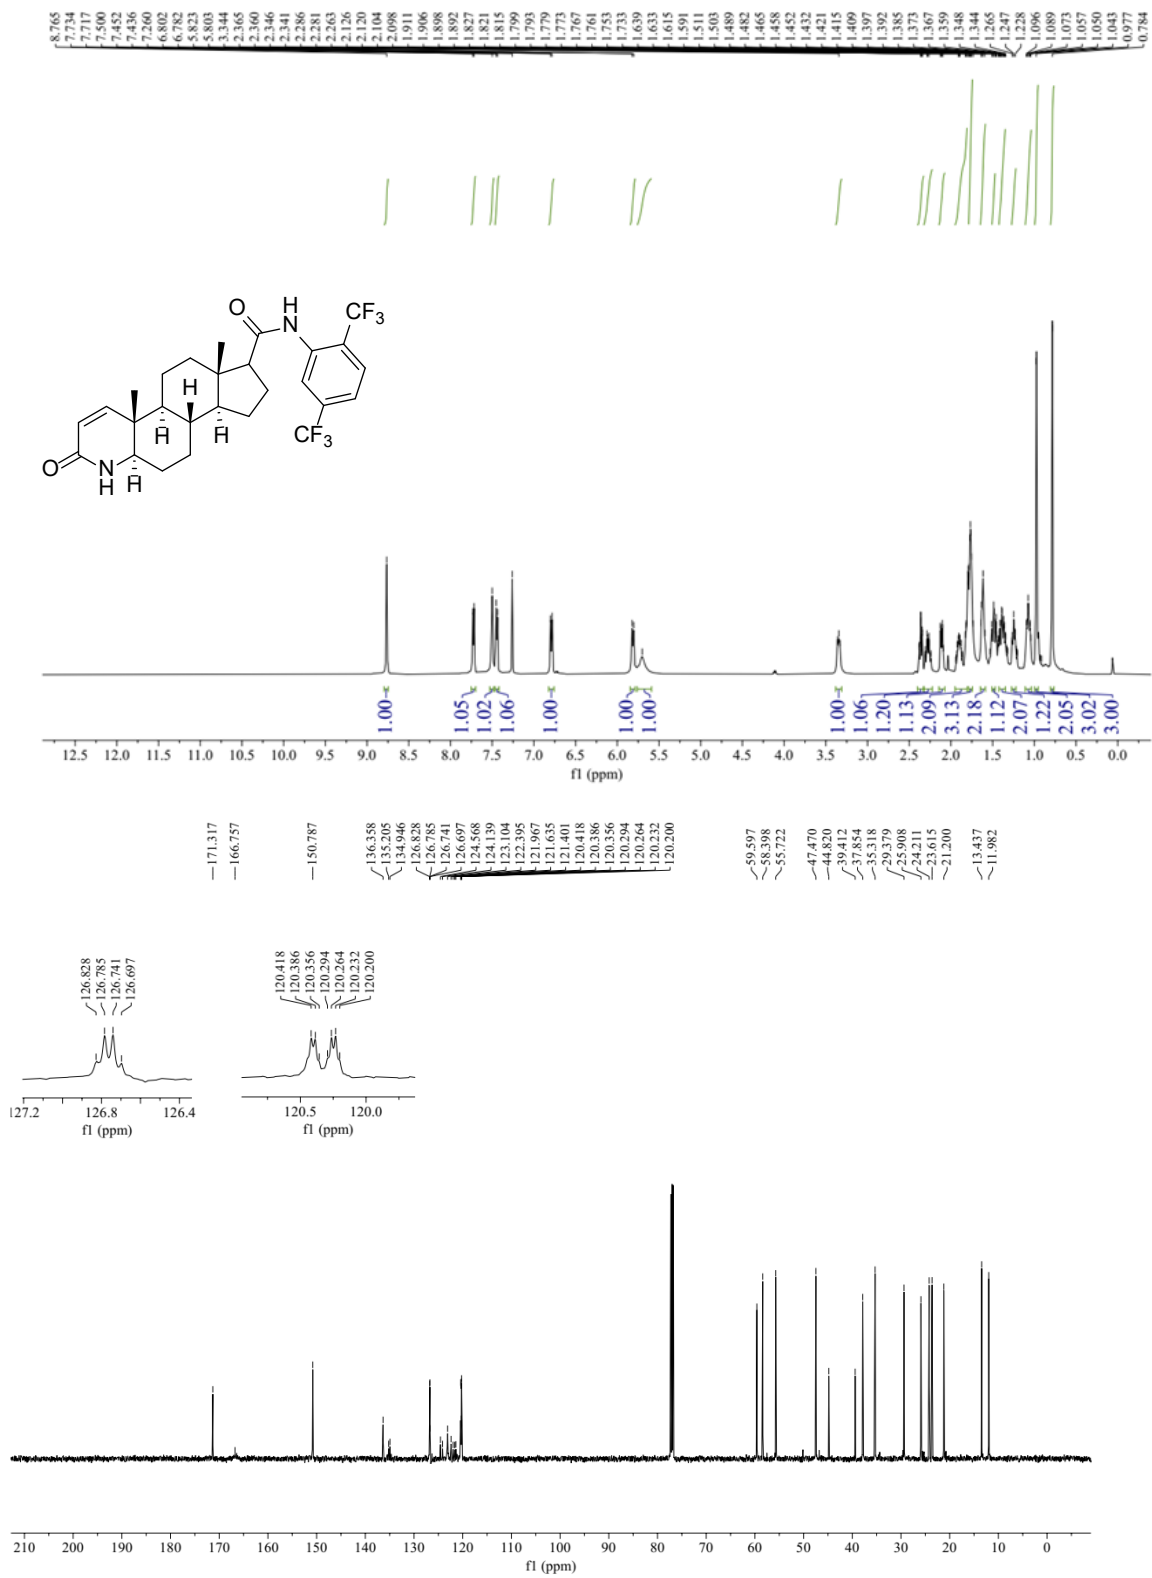 8.765 7.734 7.717 7.500 7.452 7.436 7.260 6.802 6.782 5.823 5.803 3.344 2.365 2.360 2.346 2.341 2.286 2.281 2.263 2.126 2.120 2.104 2.098 1.911 1.906 1.898 1.892 1.827 1.821 1.815 1.799 1.793 1.779 1.773 1.767 1.761 1.753 1.733 1.639 1.633 1.615 1.591 1.511 1.503 1.489 1.482 1.465 1.458 1.452 1.432 1.421 1.415 1.409 1.397 1.392 1.385 1.373 1.367 1.359 1.348 1.344 1.265 1.247 1.228 1.096 1.089 1.073 1.057 1.050 1.043 0.977 0.784
O H
N CF3
H
H H CF3
O N
H H
1.00 1.05 1.02 1.06 1.00 1.00 1.00 1.00 1.06 1.20 1.13 2.09 3.13 2.18 1.12 2.07 1.22 2.05 3.02 3.00
12.5 12.0 11.5 11.0 10.5 10.0 9.5 9.0 8.5 8.0 7.5 7.0 6.5 6.0 5.5 5.0 4.5 4.0 3.5 3.0 2.5 2.0 1.5 1.0 0.5 0.0
f1 (ppm)
171.317 166.757 150.787 136.358 135.205 134.946 126.828 126.785 126.741 126.697 124.568 124.139 123.104 122.395 121.967 121.635 121.401 120.418 120.386 120.356 120.294 120.264 120.232 120.200 59.597 58.398 55.722 47.470 44.820 39.412 37.854 35.318 29.379 25.908 24.211 23.615 21.200 13.437 11.982
126.828 126.785 126.741 126.697
120.418 120.386 120.356 120.294 120.264 120.232 120.200
127.2 126.8 126.4
f1 (ppm)
120.5 120.0
f1 (ppm)
210 200 190 180 170 160 150 140 130 120 110 100 90 80 70 60 50 40 30 20 10 0
f1 (ppm)